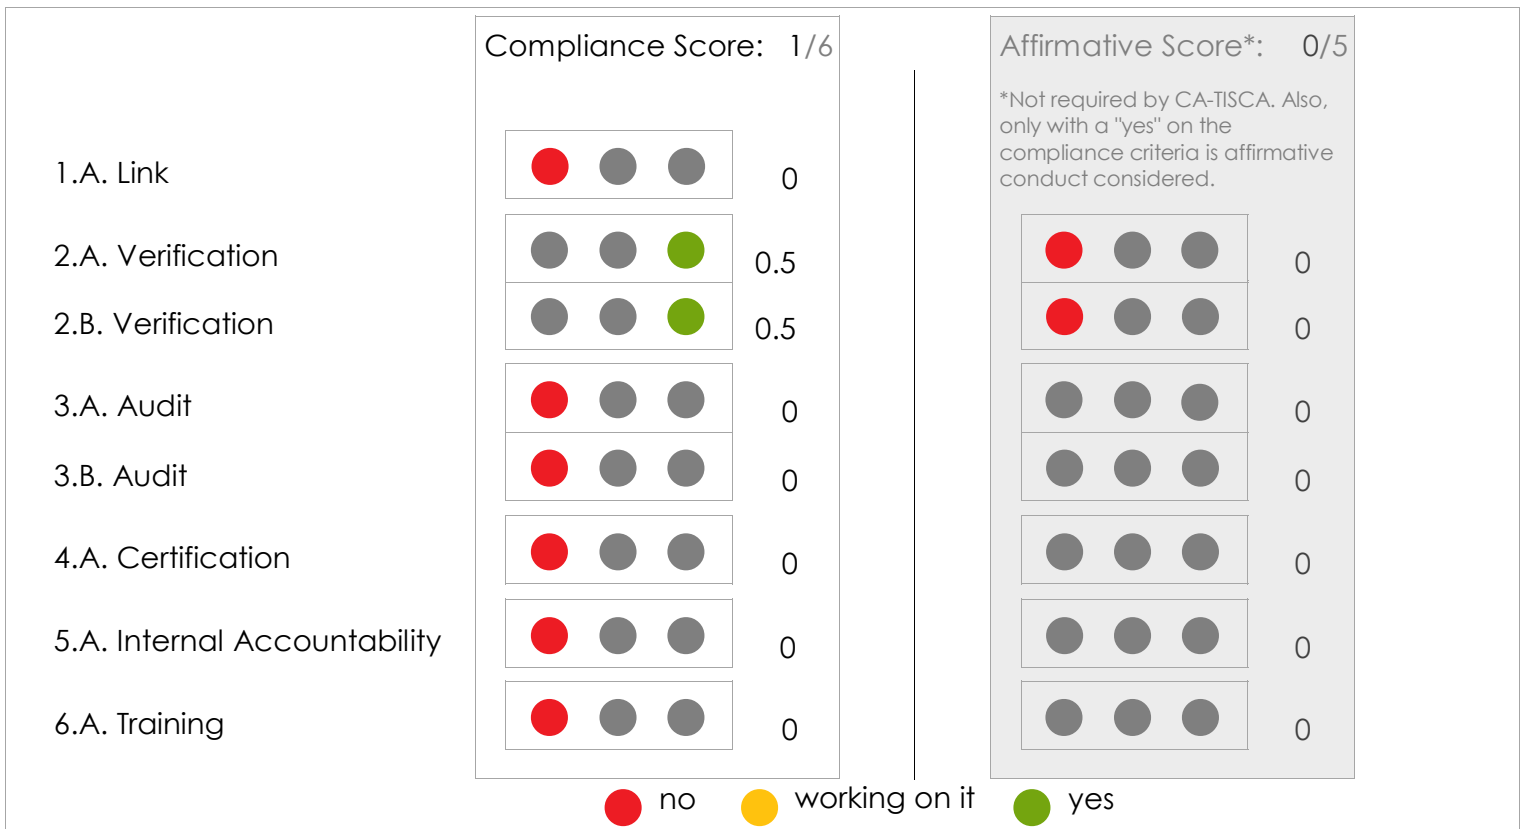 Compliance Score: 1/6
Affirmative Score*: 0/5
*Not required by CA-TISCA. Also,
only with a "yes" on the
compliance criteria is affirmative
conduct considered.
1.A. Link 0
2.A. Verification 0.5 0
2.B. Verification 0.5 0
3.A. Audit 0 0
3.B. Audit 0 0
4.A. Certification 0 0
5.A. Internal Accountability 0 0
6.A. Training 0 0
no working on it yes